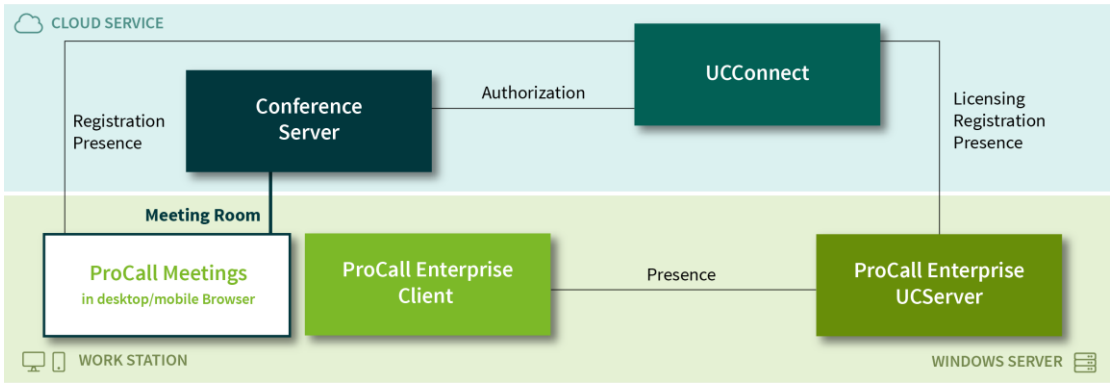 CLOUD SERVICE
UCConnect
Conference
Server
Authorization
Registration
Presence
Licensing
Registration
Presence
Meeting Room
ProCall Meetings
in desktop/mobile Browser
ProCall Enterprise
Client
Presence
ProCall Enterprise
UCServer
WORK STATION
WINDOWS SERVER